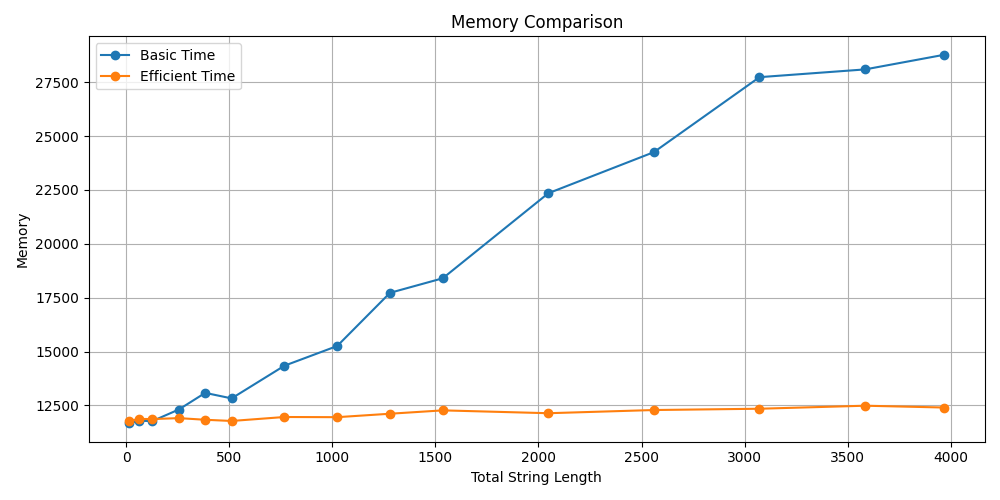 Memory Comparison
Basic Time
Efficient Time
27500
25000
22500
20000
17500
15000
12500
Memory
0 500 1000 1500 2000 2500 3000 3500 4000
Total String Length